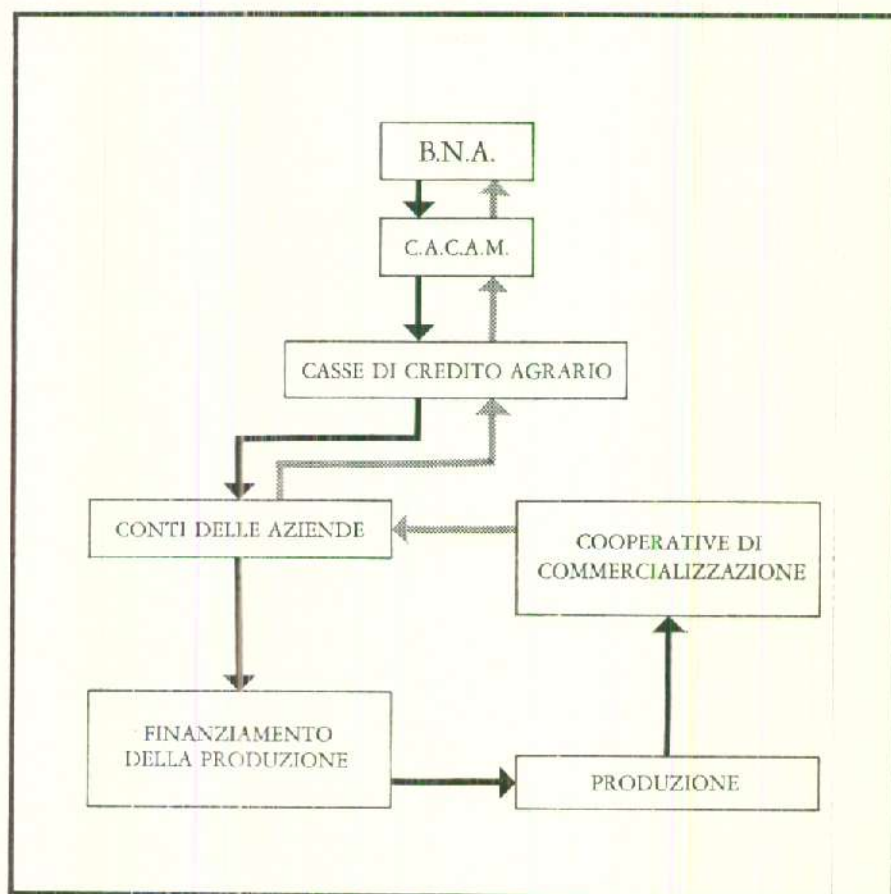 B.N.A.
C.A.C.A.M.
CASSE DI CREDITO AGRARIO
CONTI DELLE AZIENDE
COOPERATIVE DI
COMMERCIALIZZAZIONE
FINANZIAMENTO
DELLA PRODUZIONE
PRODUZIONE